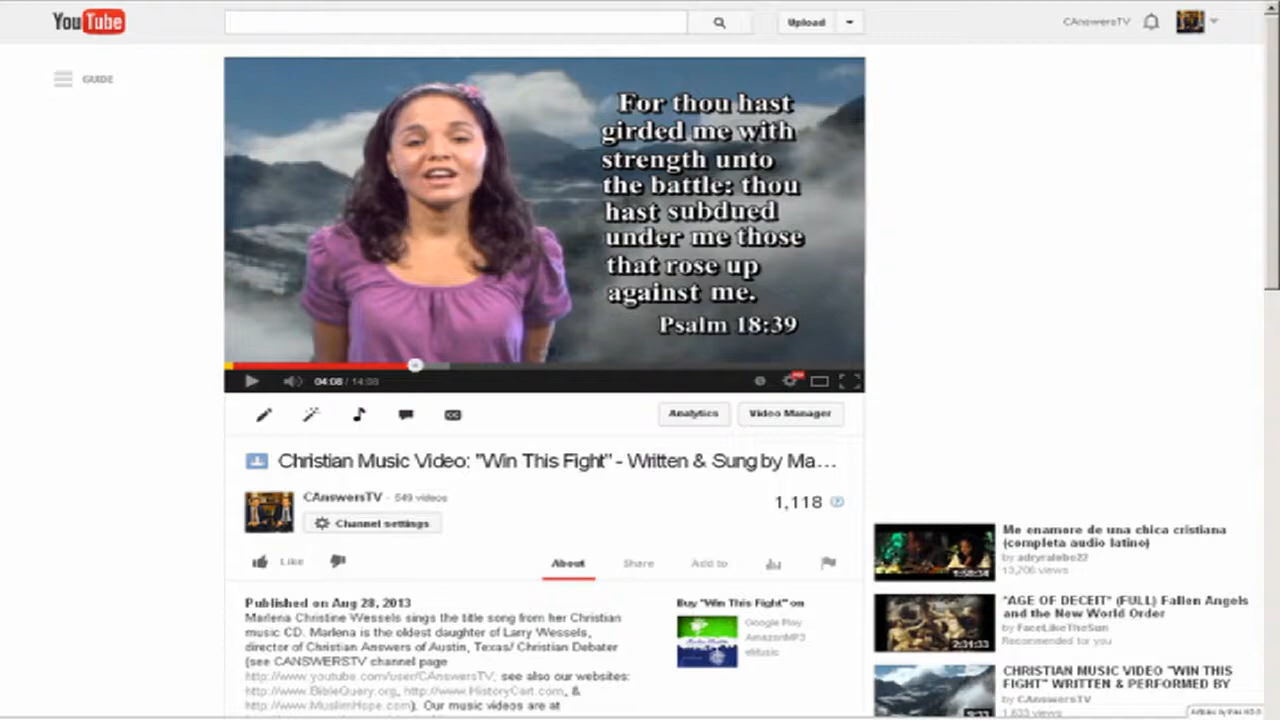 YouTube
Upload
CAnswersTV
GUIDE
For thou hast
girded me with
strength unto
the battle: thou
hast subdued
under me those
that rose up
against me.
Psalm 18:39
04:08 / 14:08
Analytics
Video Manager
Christian Music Video: "Win This Fight" - Written & Sung by Ma...
CAnswersTV - 549 videos
1,118
Channel settings
Like
About
Share
Add to
Published on Aug 28, 2013
Marlena Christine Wessels sings the title song from her Christian
music CD. Marlena is the oldest daughter of Larry Wessels,
director of Christian Answers of Austin, Texas/ Christian Debater
(see CANSWERSTV channel page
http://www.youtube.com/user/CAnswersTV, see also our websites:
http://www.BibleQuery.org, http://www.HistoryCart.com, &
http://www.MuslimHope.com). Our music videos are at
Buy "Win This Fight" on
Google Play
AmazonMP3
eMusic
Me enamore de una chica cristiana
(completa audio latino)
by adryralobo22
13,706 views
1:58:34
"AGE OF DECEIT" (FULL) Fallen Angels
and the New World Order
by FaceLikeTheSun
Recommended for you
2:31:33
CHRISTIAN MUSIC VIDEO "WIN THIS
FIGHT" WRITTEN & PERFORMED BY
by CAnswersTV
1,633 views
9:33